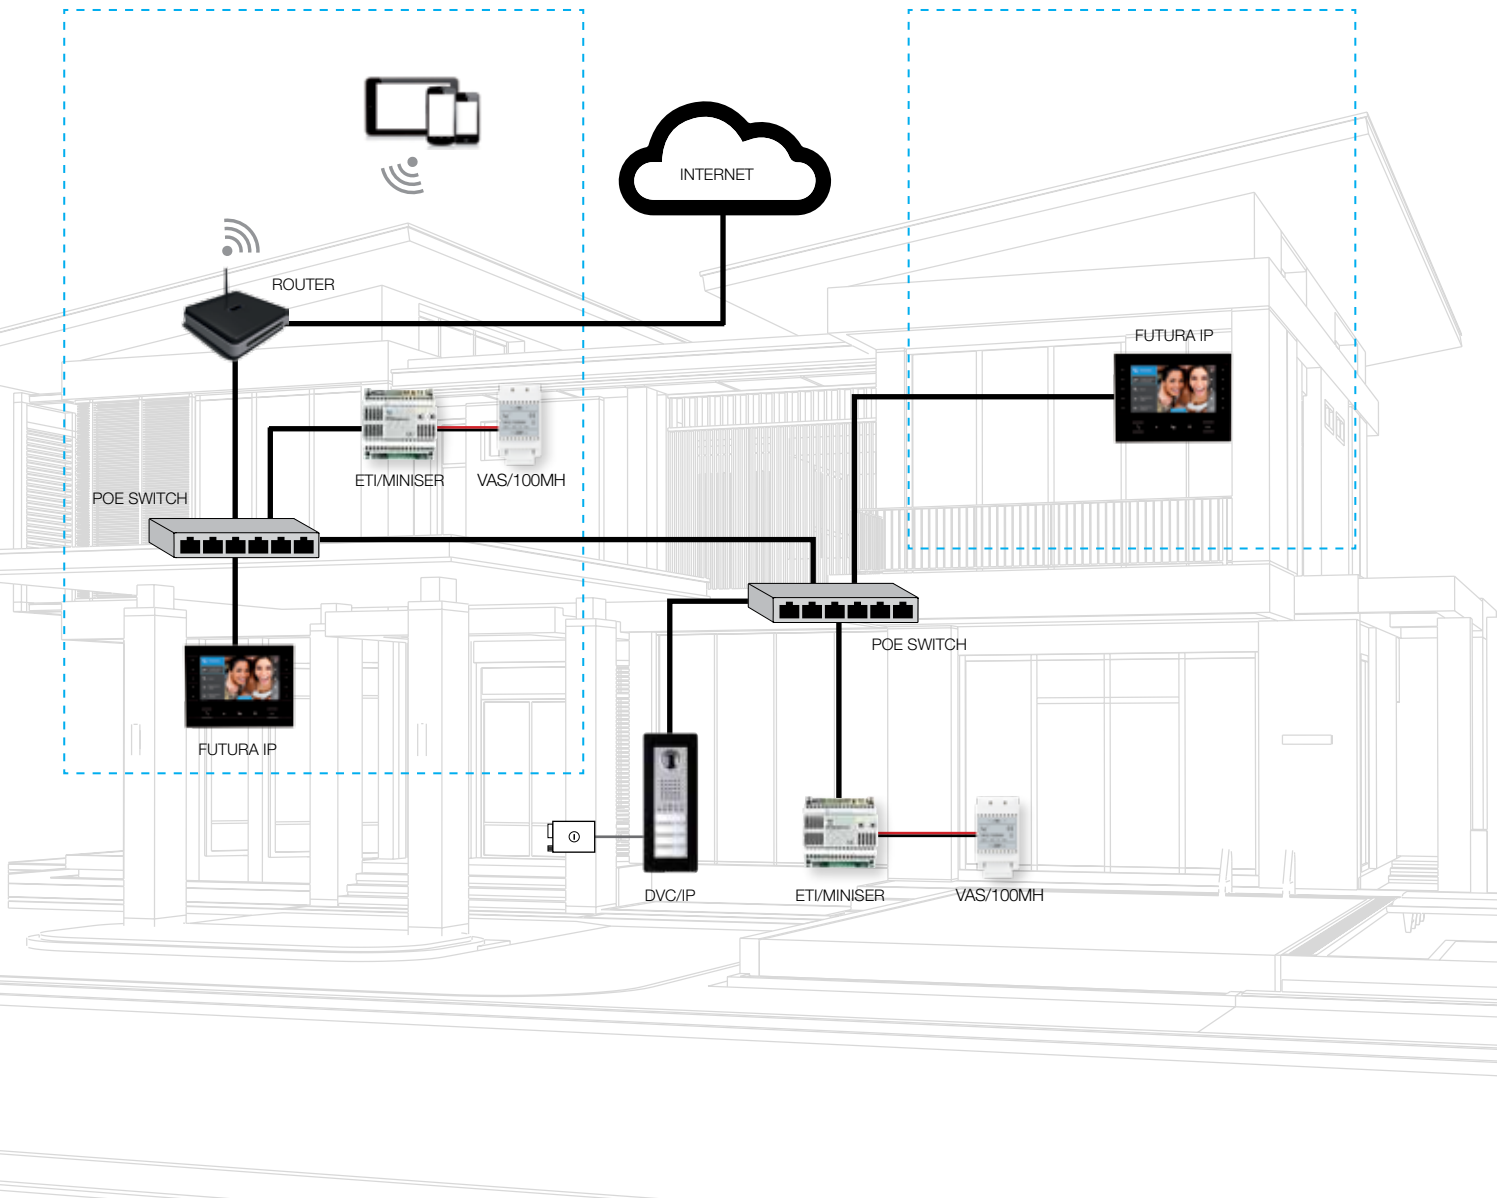 INTERNET
ROUTER
FUTURA IP
ETI/MINISER
VAS/100MH
POE SWITCH
POE SWITCH
FUTURA IP
DVC/IP
ETI/MINISER
VAS/100MH